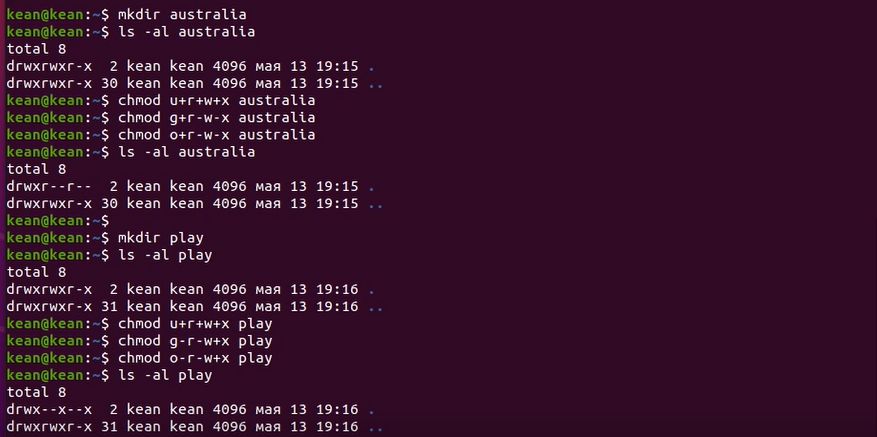 kean@kean:~$ mkdir australia
kean@kean:~$ ls -al australia
total 8
drwxrwxr-x  2 kean kean 4096 мая 13 19:15 .
drwxrwxr-x 30 kean kean 4096 мая 13 19:15 ..
kean@kean:~$ chmod u+r+w+x australia
kean@kean:~$ chmod g+r-w-x australia
kean@kean:~$ chmod o+r-w-x australia
kean@kean:~$ ls -al australia
total 8
drwxr--r--  2 kean kean 4096 мая 13 19:15 .
drwxrwxr-x 30 kean kean 4096 мая 13 19:15 ..
kean@kean:~$
kean@kean:~$ mkdir play
kean@kean:~$ ls -al play
total 8
drwxrwxr-x  2 kean kean 4096 мая 13 19:16 .
drwxrwxr-x 31 kean kean 4096 мая 13 19:16 ..
kean@kean:~$ chmod u+r+w+x play
kean@kean:~$ chmod g-r-w+x play
kean@kean:~$ chmod o-r-w+x play
kean@kean:~$ ls -al play
total 8
drwx--x--x  2 kean kean 4096 мая 13 19:16 .
drwxrwxr-x 31 kean kean 4096 мая 13 19:16 ..